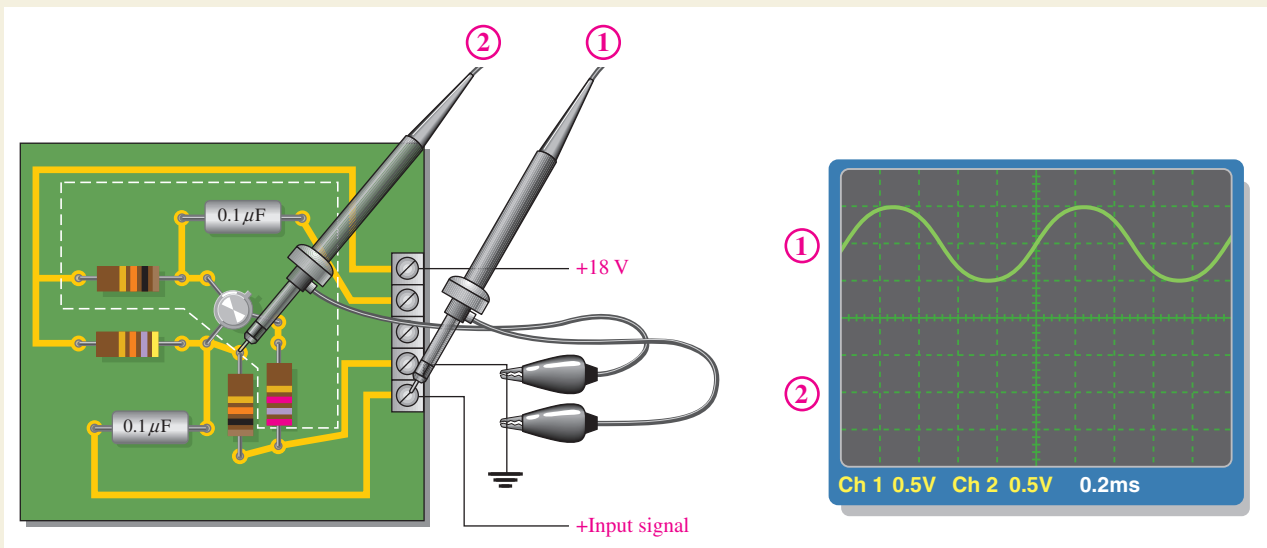 2 1
0.1 μF
+18 V
0.1 μF
+Input signal
1
2
Ch 1 0.5V Ch 2 0.5V 0.2ms